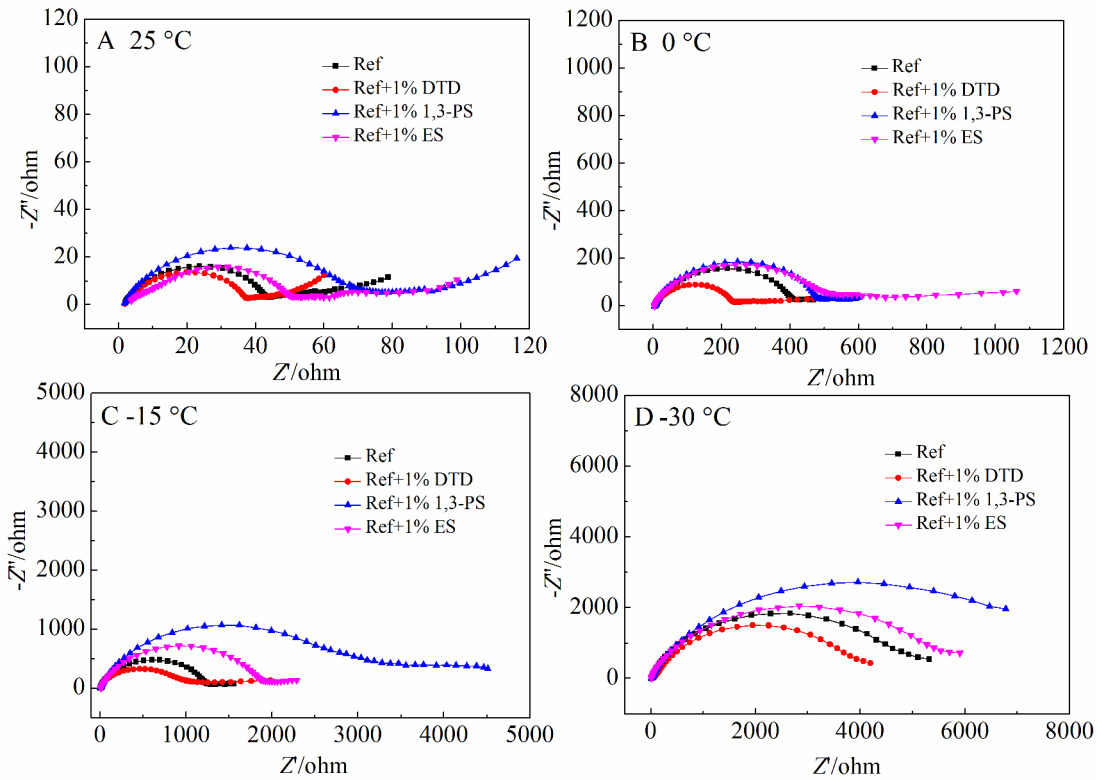 A 25 °C
120
100
80
60
40
20
0
-Z''/ohm
Ref
Ref+1% DTD
Ref+1% 1,3-PS
Ref+1% ES
0 20 40 60 80 100 120
Z'/ohm
B 0 °C
1200
1000
800
600
400
200
0
-Z''/ohm
Ref
Ref+1% DTD
Ref+1% 1,3-PS
Ref+1% ES
0 200 400 600 800 1000 1200
Z'/ohm
C -15 °C
5000
4000
3000
2000
1000
0
-Z''/ohm
Ref
Ref+1% DTD
Ref+1% 1,3-PS
Ref+1% ES
0 1000 2000 3000 4000 5000
Z'/ohm
D -30 °C
8000
6000
4000
2000
0
-Z''/ohm
Ref
Ref+1% DTD
Ref+1% 1,3-PS
Ref+1% ES
0 2000 4000 6000 8000
Z'/ohm